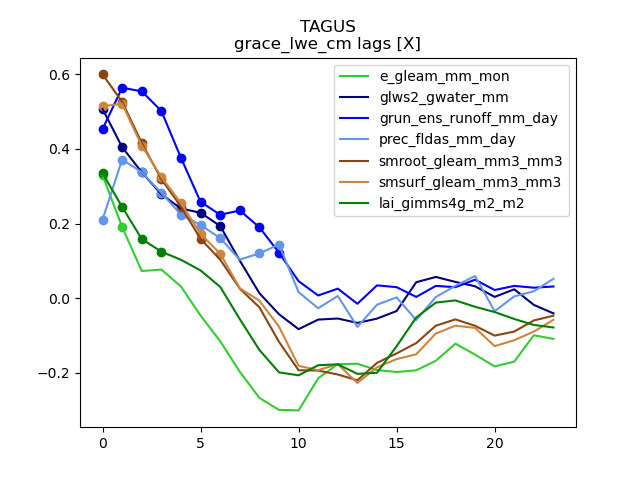 TAGUS
grace_lwe_cm lags [X]
e_gleam_mm_mon
glws2_gwater_mm
grun_ens_runoff_mm_day
prec_fldas_mm_day
smroot_gleam_mm3_mm3
smsurf_gleam_mm3_mm3
lai_gimms4g_m2_m2
0.6
0.4
0.2
0.0
−0.2
0 5 10 15 20